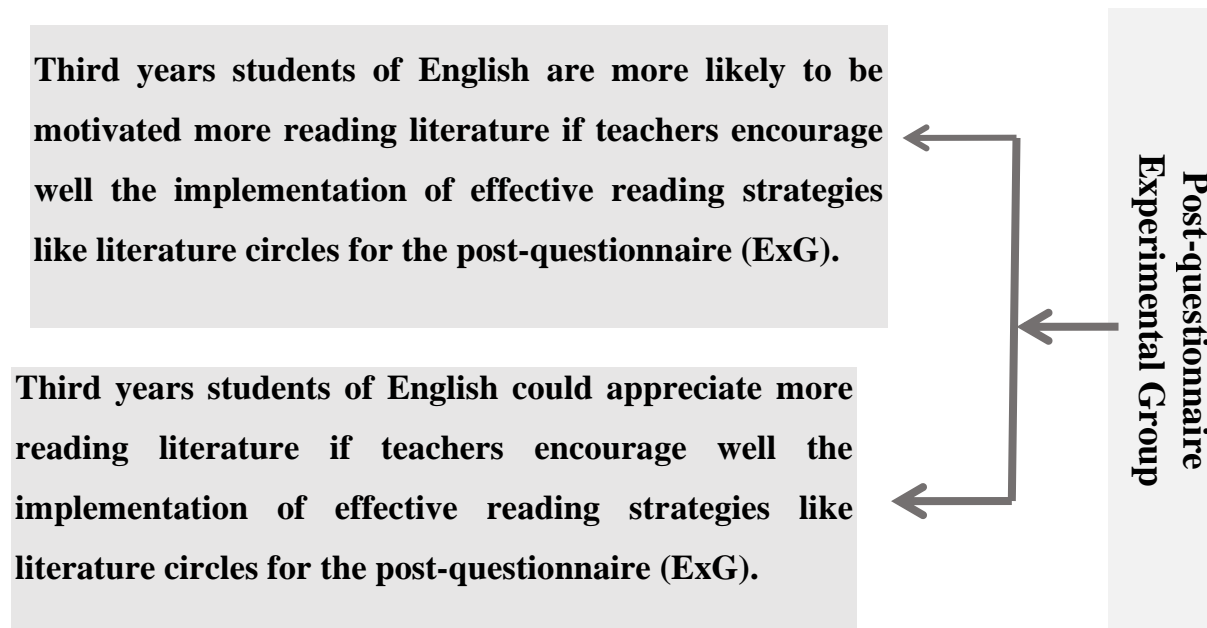 Third years students of English are more likely to be
motivated more reading literature if teachers encourage
well the implementation of effective reading strategies
like literature circles for the post-questionnaire (ExG).
Third years students of English could appreciate more
reading literature if teachers encourage well the
implementation of effective reading strategies like
literature circles for the post-questionnaire (ExG).
Post-questionnaire
Experimental Group